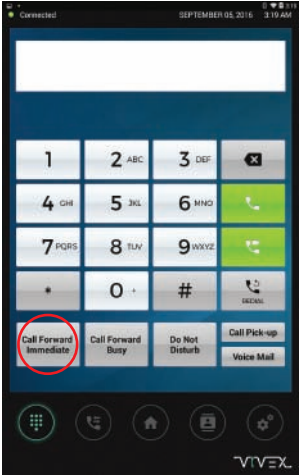 Connected SEPTEMBER 05, 2016 3:19 AM
1 2 ABC 3 DEF
4 GHI 5 JKL 6 MNO
7 PQRS 8 TUV 9 WXYZ
* 0 + #
REDIAL
Call Forward Immediate
Call Forward Busy
Do Not Disturb
Call Pick-up
Voice Mail
VIVEX